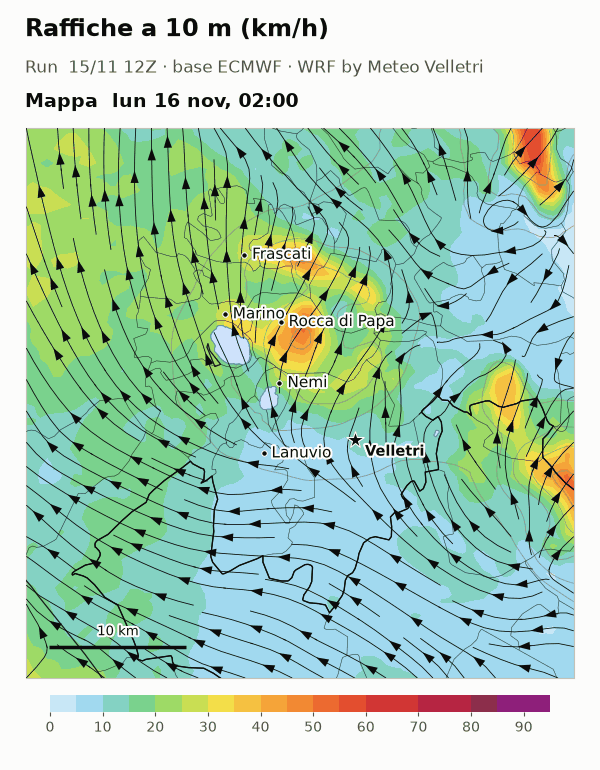 Raffiche a 10 m (km/h)
Run  15/11 12Z · base ECMWF · WRF by Meteo Velletri
Mappa  lun 16 nov, 02:00
Frascati
Marino
Rocca di Papa
Nemi
Velletri
Lanuvio
10 km
0 10 20 30 40 50 60 70 80 90